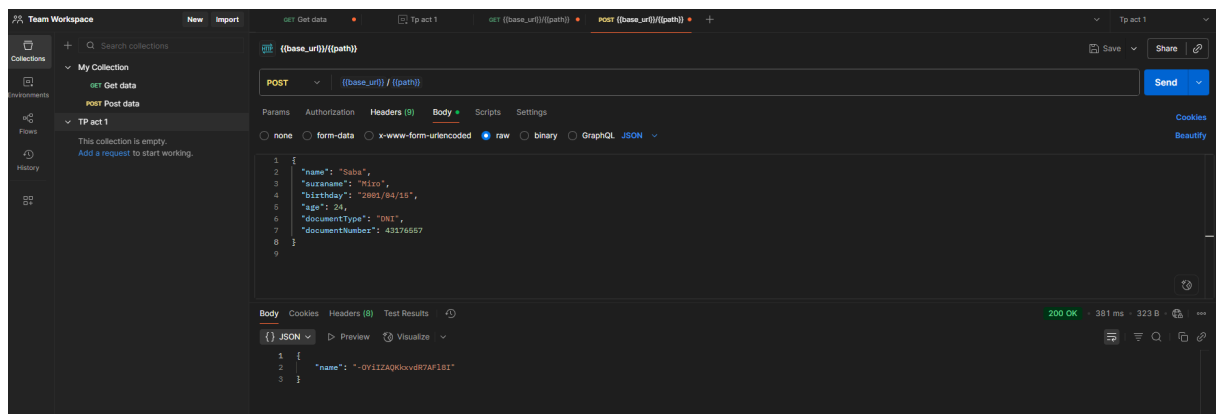 Team Workspace New Import GET Get data Tp act 1 GET {{base_url}}/{{path}} POST {{base_url}}/{{path}} Tp act 1
Collections
Environments
Flows
History
Search collections
My Collection
GET Get data
POST Post data
TP act 1
This collection is empty.
Add a request to start working.
{{base_url}}/{{path}} Save Share
POST {{base_url}} / {{path}} Send
Params Authorization Headers (9) Body Scripts Settings Cookies
none form-data x-www-form-urlencoded raw binary GraphQL JSON Beautify
1 {
2 "name": "Saba",
3 "suraname": "Miro",
4 "birthday": "2001/04/15",
5 "age": 24,
6 "documentType": "DNI",
7 "documentNumber": 43176557
8 }
9
Body Cookies Headers (8) Test Results 200 OK 381 ms 323 B
{} JSON Preview Visualize
1 {
2 "name": "-OYiIZAQKkxvdR7AFl8I"
3 }